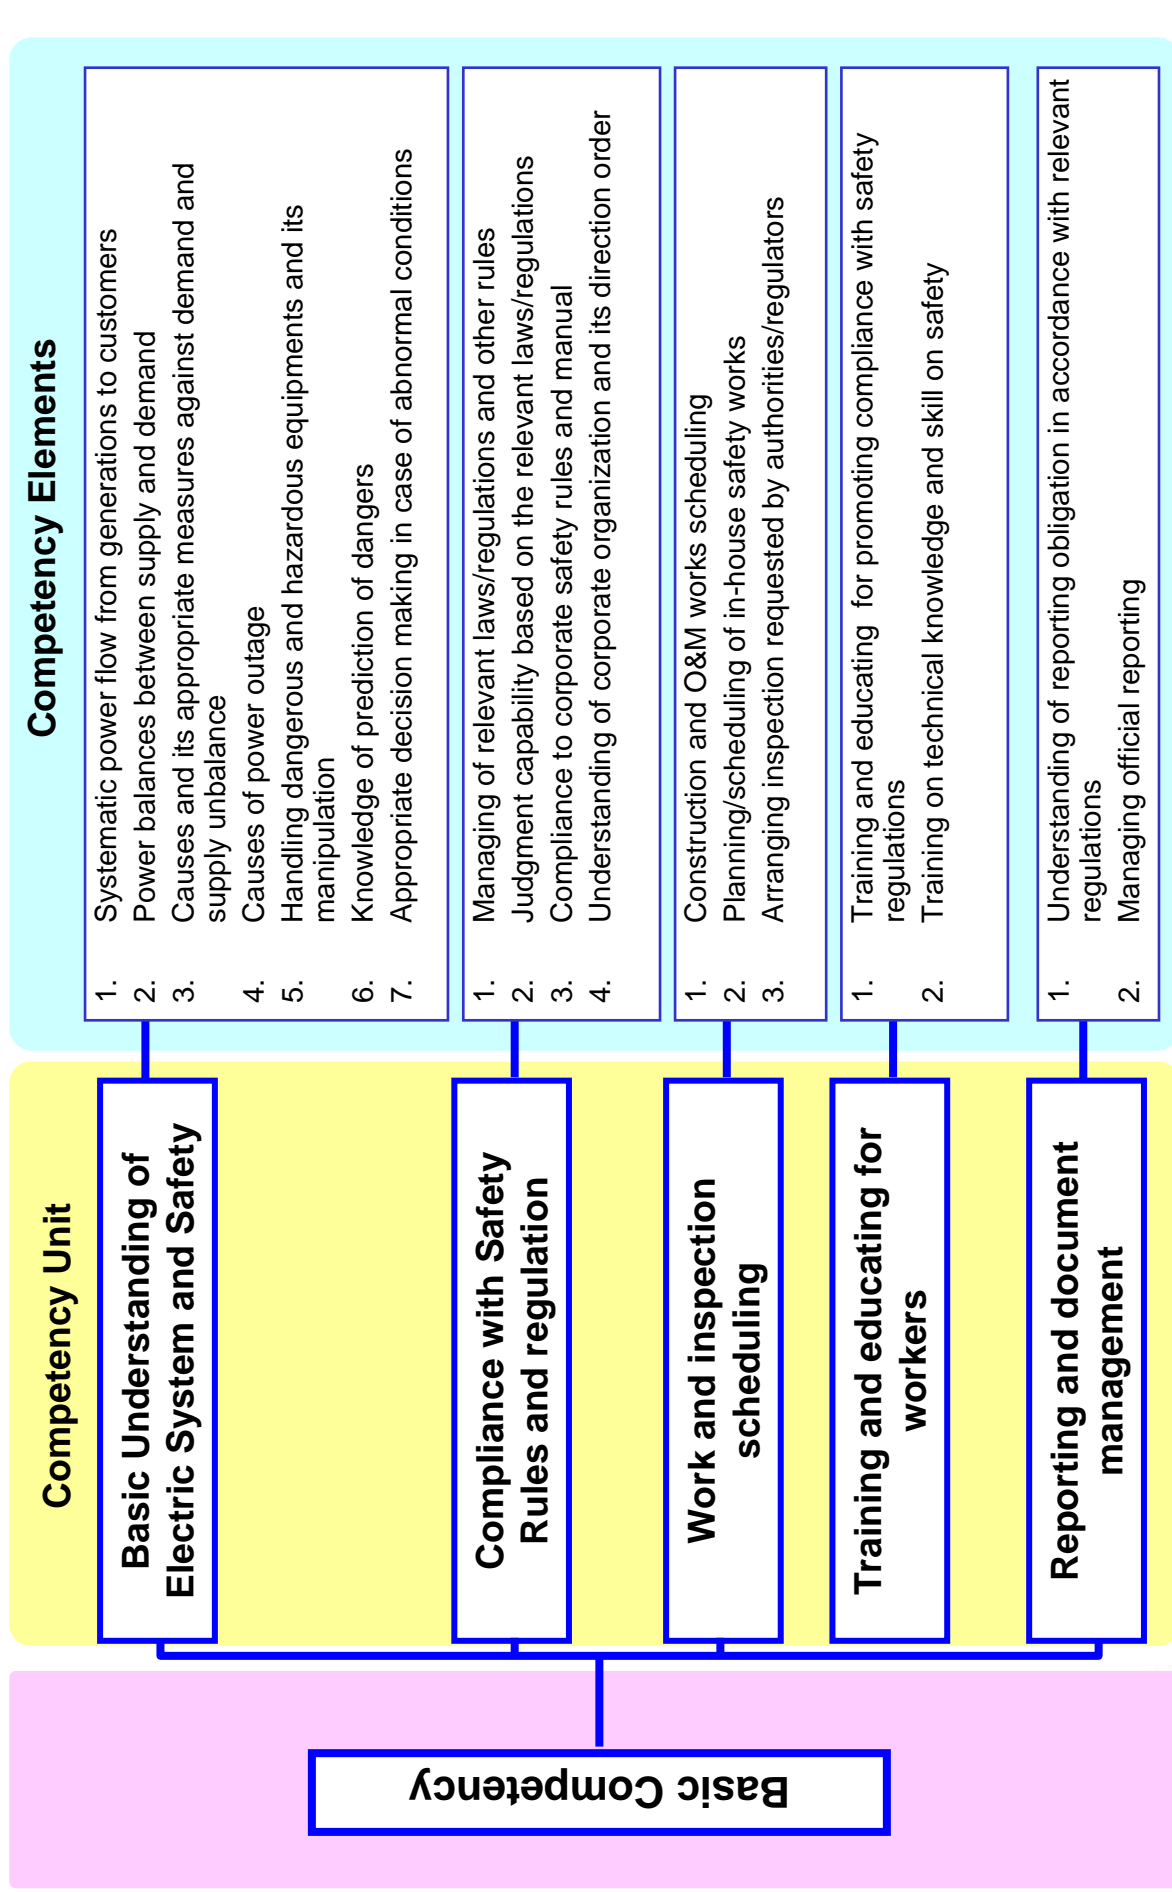 Basic Competency
Competency Unit
Basic Understanding of
Electric System and Safety
Compliance with Safety
Rules and regulation
Work and inspection
scheduling
Training and educating for
workers
Reporting and document
management
Competency Elements
1. Systematic power flow from generations to customers
2. Power balances between supply and demand
3. Causes and its appropriate measures against demand and
supply unbalance
4. Causes of power outage
5. Handling dangerous and hazardous equipments and its
manipulation
6. Knowledge of prediction of dangers
7. Appropriate decision making in case of abnormal conditions
1. Managing of relevant laws/regulations and other rules
2. Judgment capability based on the relevant laws/regulations
3. Compliance to corporate safety rules and manual
4. Understanding of corporate organization and its direction order
1. Construction and O&M works scheduling
2. Planning/scheduling of in-house safety works
3. Arranging inspection requested by authorities/regulators
1. Training and educating for promoting compliance with safety
regulations
2. Training on technical knowledge and skill on safety
1. Understanding of reporting obligation in accordance with relevant
regulations
2. Managing official reporting